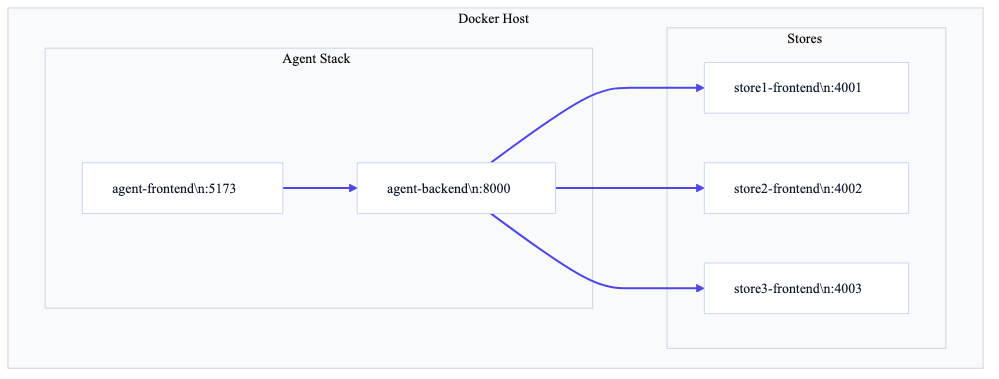 Docker Host
Agent Stack
Stores
store1-frontend\n:4001
agent-frontend\n:5173
agent-backend\n:8000
store2-frontend\n:4002
store3-frontend\n:4003